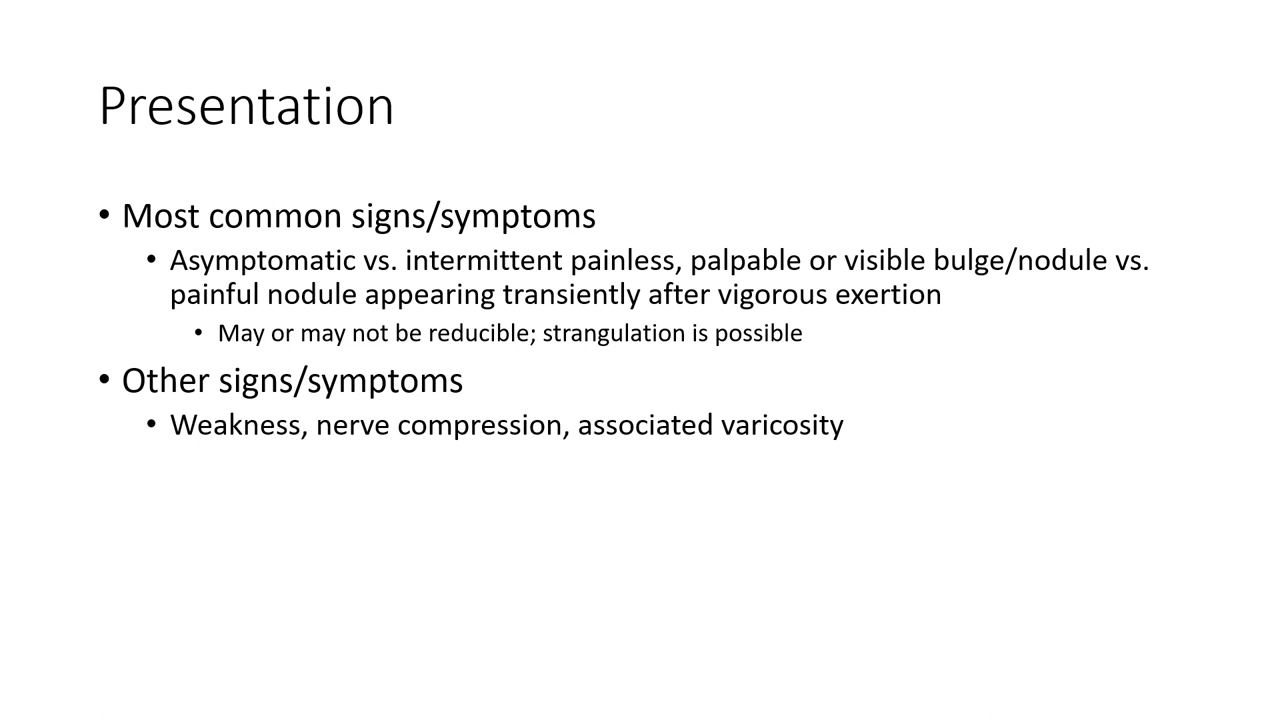 Presentation
• Most common signs/symptoms
• Asymptomatic vs. intermittent painless, palpable or visible bulge/nodule vs.
painful nodule appearing transiently after vigorous exertion
• May or may not be reducible; strangulation is possible
• Other signs/symptoms
• Weakness, nerve compression, associated varicosity